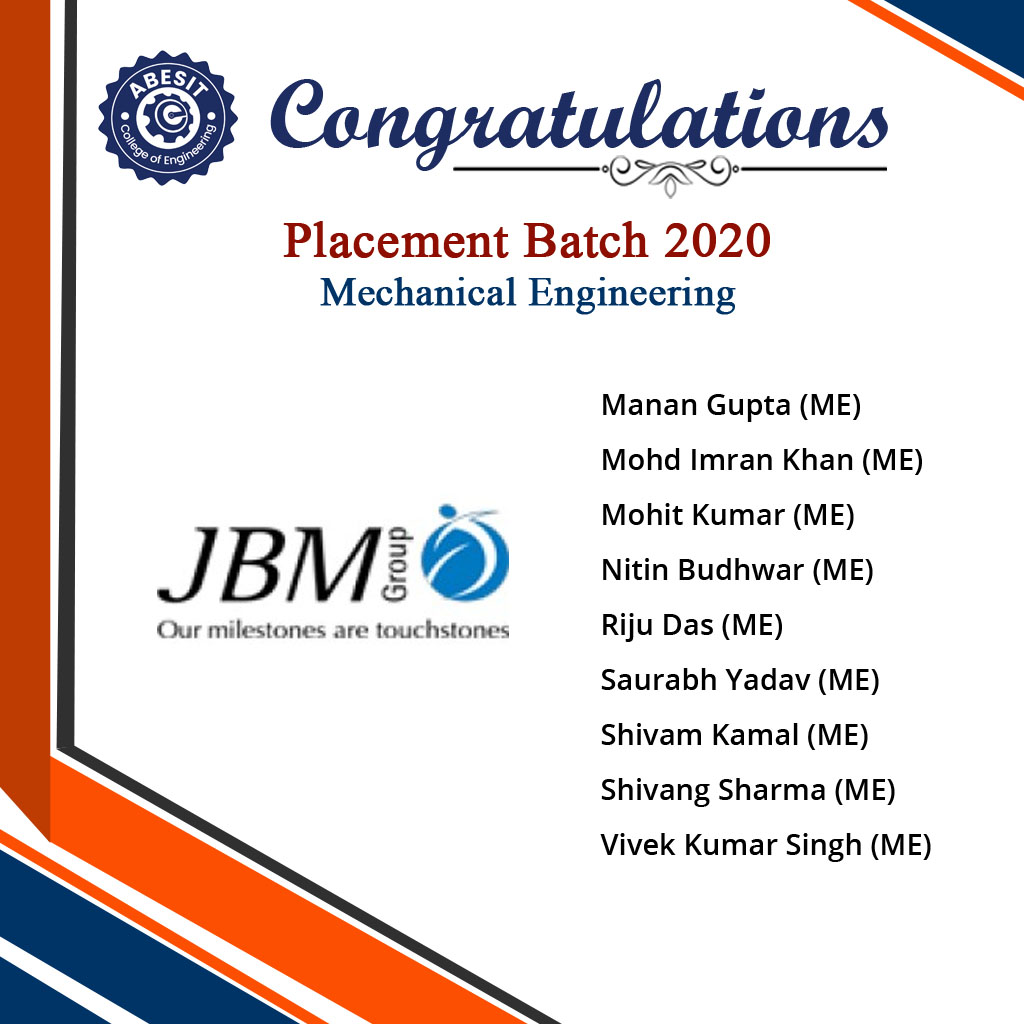 ABESIT
College of Engineering
Congratulations
Placement Batch 2020
Mechanical Engineering
JBM Group
Our milestones are touchstones
Manan Gupta (ME)
Mohd Imran Khan (ME)
Mohit Kumar (ME)
Nitin Budhwar (ME)
Riju Das (ME)
Saurabh Yadav (ME)
Shivam Kamal (ME)
Shivang Sharma (ME)
Vivek Kumar Singh (ME)